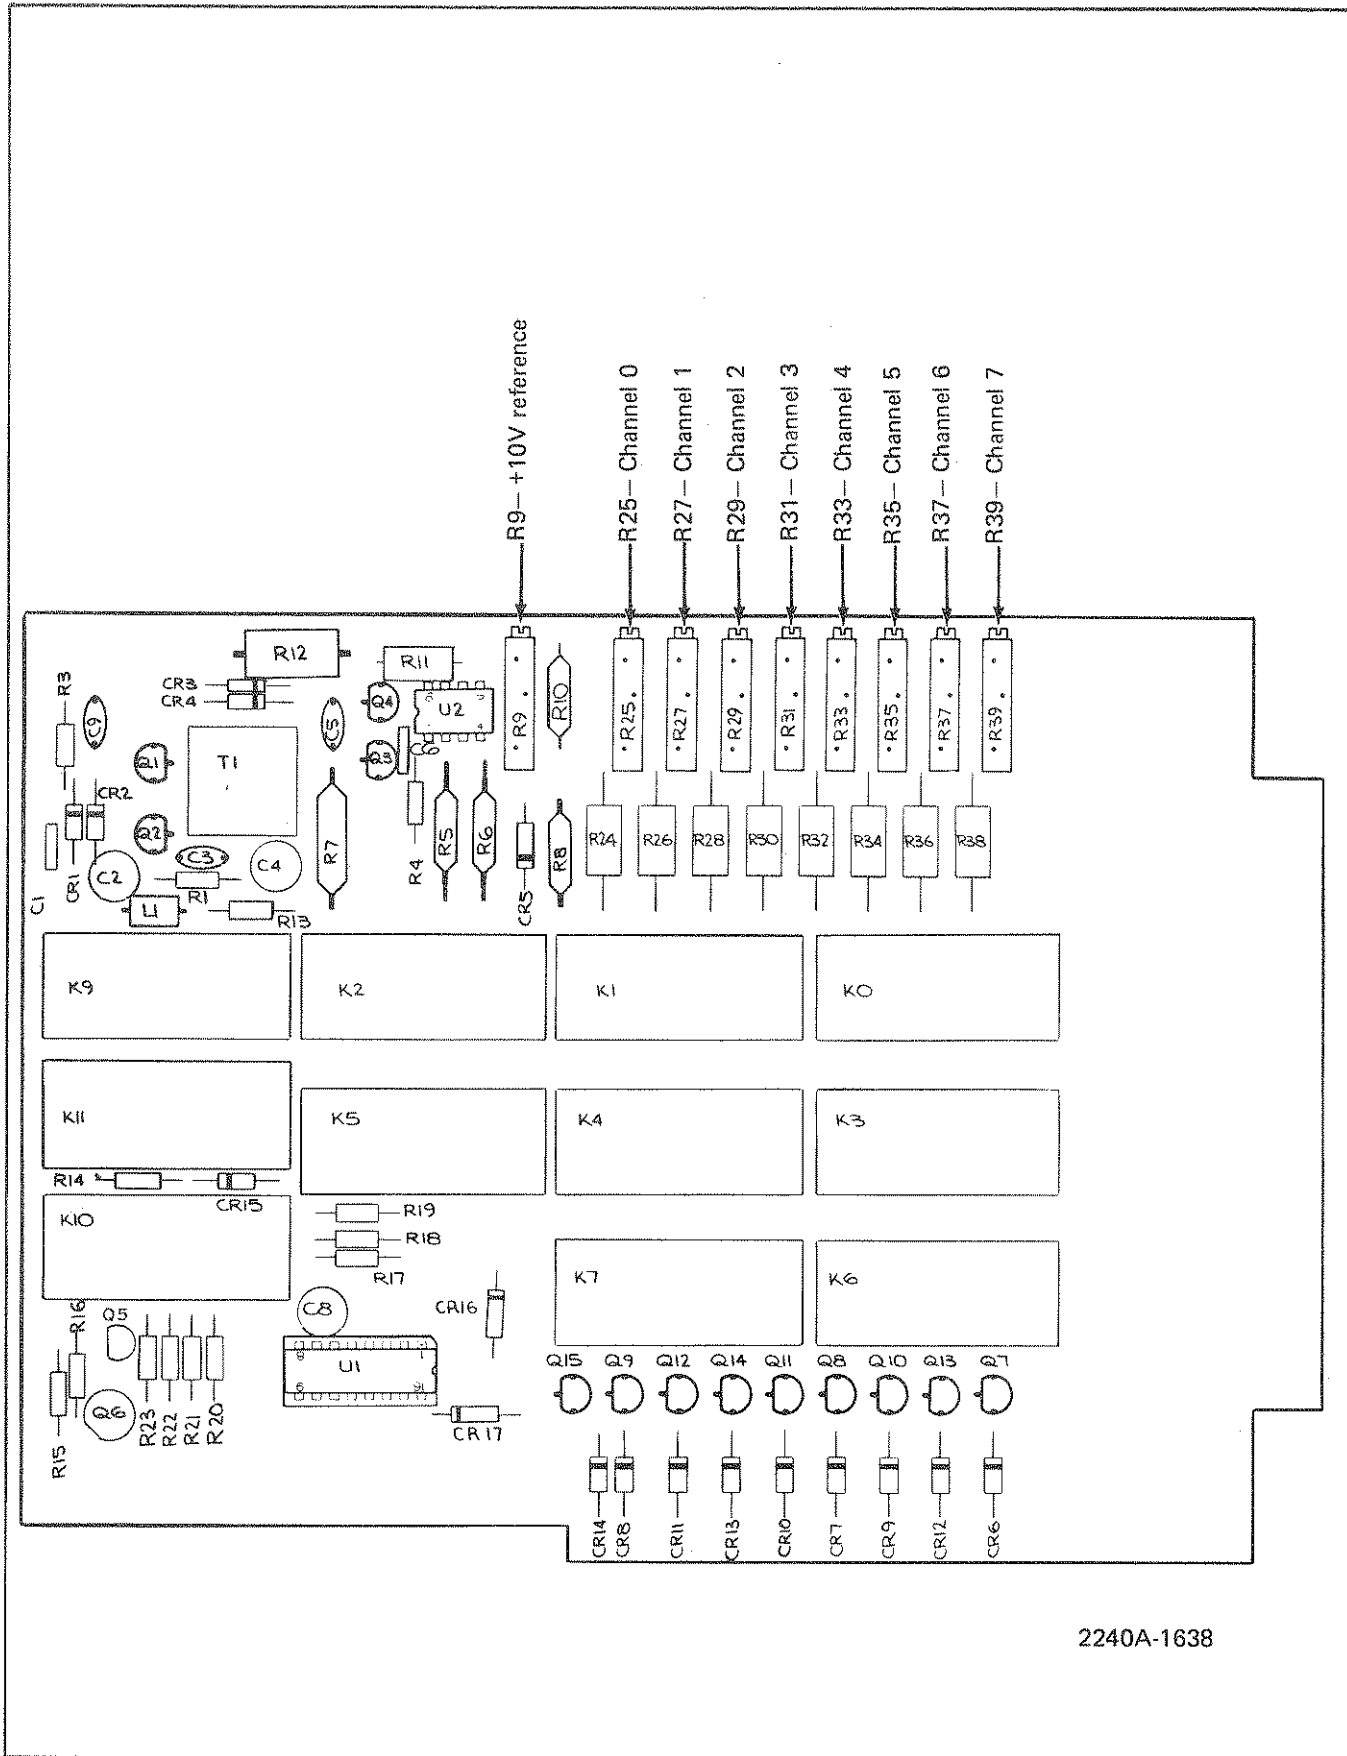 R9— +10V reference
R25— Channel 0
R27— Channel 1
R29— Channel 2
R31— Channel 3
R33— Channel 4
R35— Channel 5
R37— Channel 6
R39— Channel 7
R3
C9
CR3
CR4
R12
R11
Q4
U2
C5
Q3
C6
R9
R10
R25
R27
R29
R31
R33
R35
R37
R39
Q1
T1
CR2
Q2
C3
C4
R7
R4
R5
R6
CR5
R8
R24
R26
R28
R30
R32
R34
R36
R38
C1
CR1
C2
R1
L1
R13
K9
K2
K1
K0
K11
K5
K4
K3
R14
CR15
K10
R19
R18
R17
K7
K6
R16
Q5
C8
CR16
U1
Q15
Q9
Q12
Q14
Q11
Q8
Q10
Q13
Q7
R15
Q6
R23
R22
R21
R20
CR17
CR14
CR8
CR11
CR13
CR10
CR7
CR9
CR12
CR6
2240A-1638